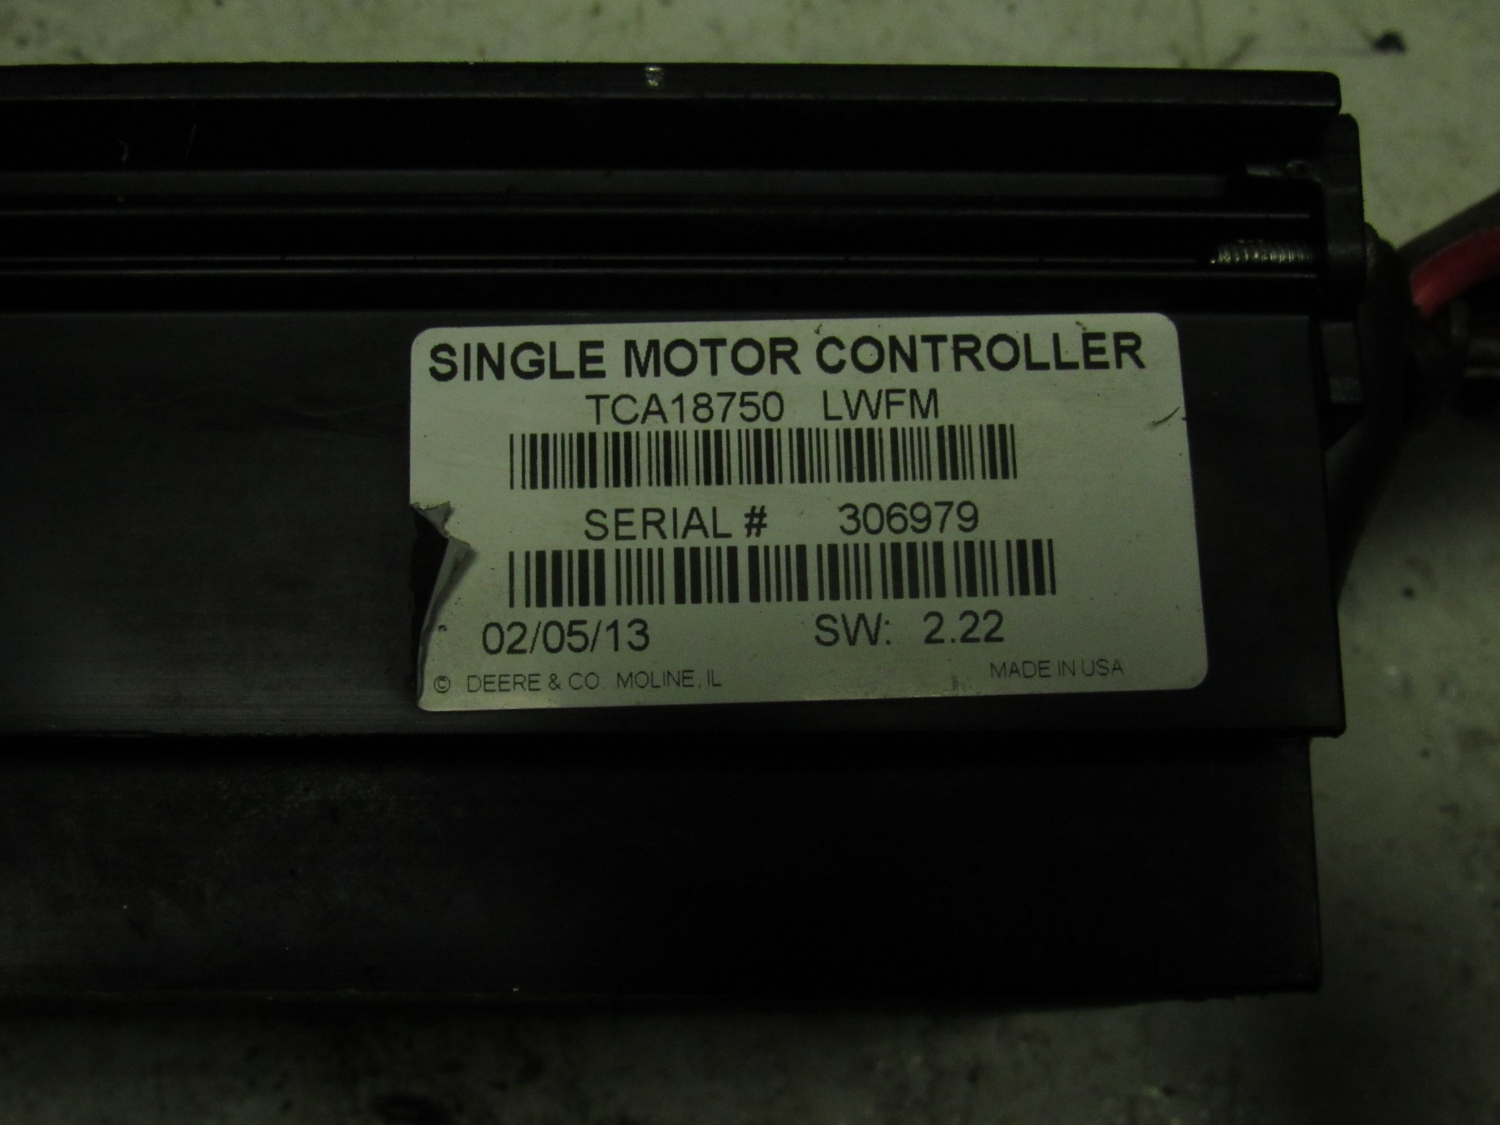 SINGLE MOTOR CONTROLLER
TCA18750 LWFM
SERIAL # 306979
02/05/13 SW: 2.22
© DEERE & CO. MOLINE, IL MADE IN USA